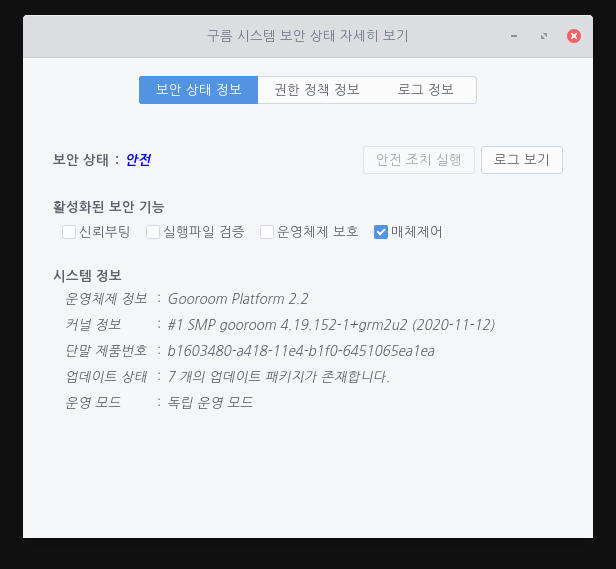 구름 시스템 보안 상태 자세히 보기
보안 상태 정보 권한 정책 정보 로그 정보
보안 상태 : 안전 안전 조치 실행 로그 보기
활성화된 보안 기능
신뢰부팅 실행파일 검증 운영체제 보호 매체제어
시스템 정보
운영체제 정보 : Gooroom Platform 2.2
커널 정보 : #1 SMP gooroom 4.19.152-1+grm2u2 (2020-11-12)
단말 제품번호 : b1603480-a418-11e4-b1f0-6451065ea1ea
업데이트 상태 : 7 개의 업데이트 패키지가 존재합니다.
운영 모드 : 독립 운영 모드